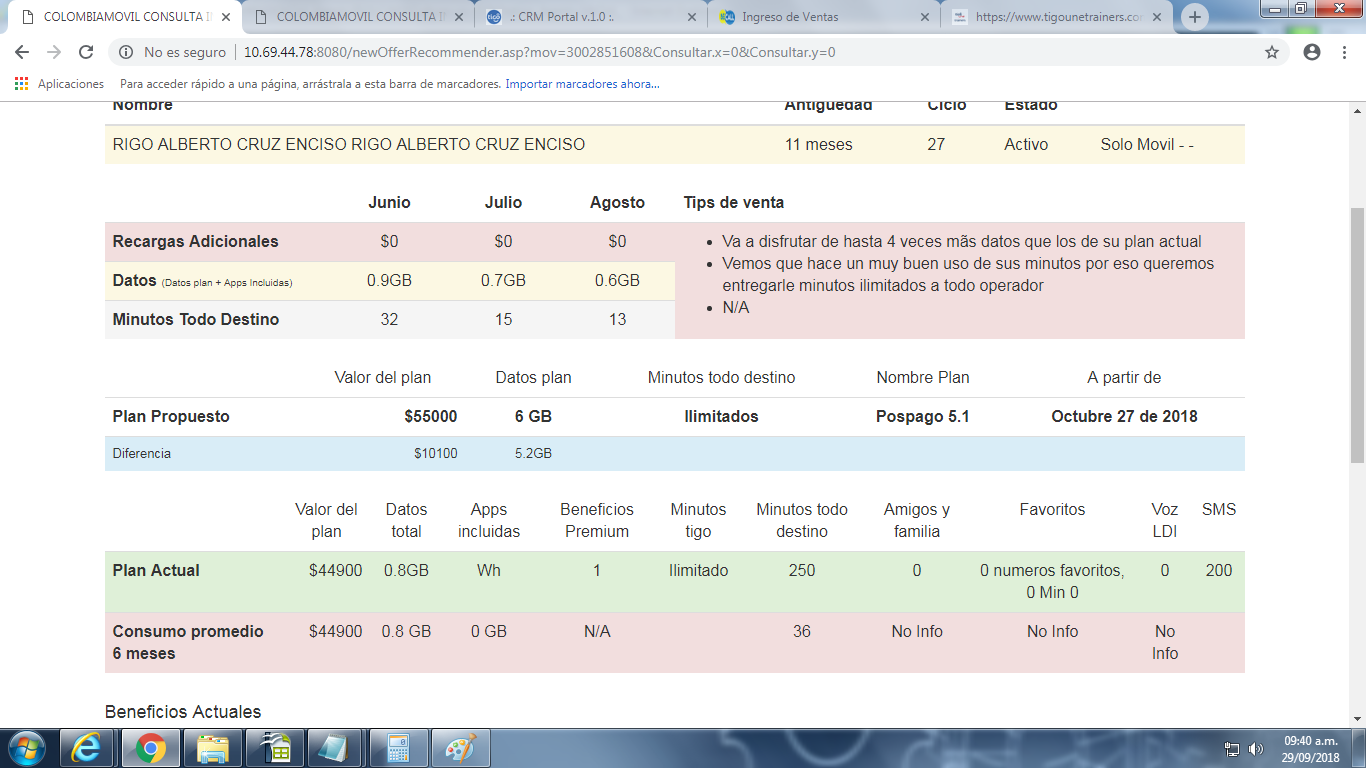 COLOMBIAMOVIL CONSULTA I
COLOMBIAMOVIL CONSULTA I
.: CRM Portal v.1.0 :.
Ingreso de Ventas
https://www.tigounetrainers.co
No es seguro
10.69.44.78:8080/newOfferRecommender.asp?mov=3002851608&Consultar.x=0&Consultar.y=0
Aplicaciones
Para acceder rápido a una página, arrástrala a esta barra de marcadores.
Importar marcadores ahora...
Nombre Antigüedad Ciclo Estado
RIGO ALBERTO CRUZ ENCISO RIGO ALBERTO CRUZ ENCISO 11 meses 27 Activo Solo Movil - -
Junio Julio Agosto Tips de venta
Recargas Adicionales $0 $0 $0
• Va a disfrutar de hasta 4 veces mãs datos que los de su plan actual
• Vemos que hace un muy buen uso de sus minutos por eso queremos
entregarle minutos ilimitados a todo operador
• N/A
Datos (Datos plan + Apps Incluidas) 0.9GB 0.7GB 0.6GB
Minutos Todo Destino 32 15 13
Valor del plan Datos plan Minutos todo destino Nombre Plan A partir de
Plan Propuesto $55000 6 GB Ilimitados Pospago 5.1 Octubre 27 de 2018
Diferencia $10100 5.2GB
Valor del Datos Apps Beneficios Minutos Minutos todo Amigos y Favoritos Voz SMS
plan total incluidas Premium tigo destino familia LDI
Plan Actual $44900 0.8GB Wh 1 Ilimitado 250 0 0 numeros favoritos, 0 200
0 Min 0
Consumo promedio $44900 0.8 GB 0 GB N/A 36 No Info No Info No
6 meses Info
Beneficios Actuales
09:40 a.m.
29/09/2018